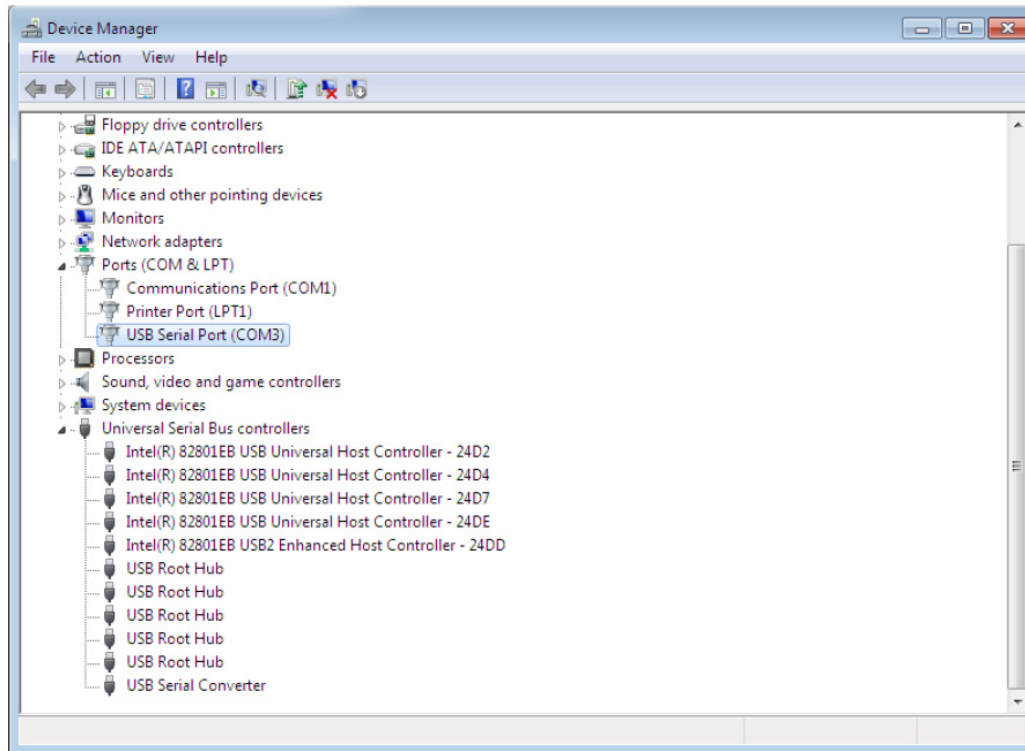 Device Manager
File Action View Help
Floppy drive controllers
IDE ATA/ATAPI controllers
Keyboards
Mice and other pointing devices
Monitors
Network adapters
Ports (COM & LPT)
Communications Port (COM1)
Printer Port (LPT1)
USB Serial Port (COM3)
Processors
Sound, video and game controllers
System devices
Universal Serial Bus controllers
Intel(R) 82801EB USB Universal Host Controller - 24D2
Intel(R) 82801EB USB Universal Host Controller - 24D4
Intel(R) 82801EB USB Universal Host Controller - 24D7
Intel(R) 82801EB USB Universal Host Controller - 24DE
Intel(R) 82801EB USB2 Enhanced Host Controller - 24DD
USB Root Hub
USB Root Hub
USB Root Hub
USB Root Hub
USB Root Hub
USB Serial Converter